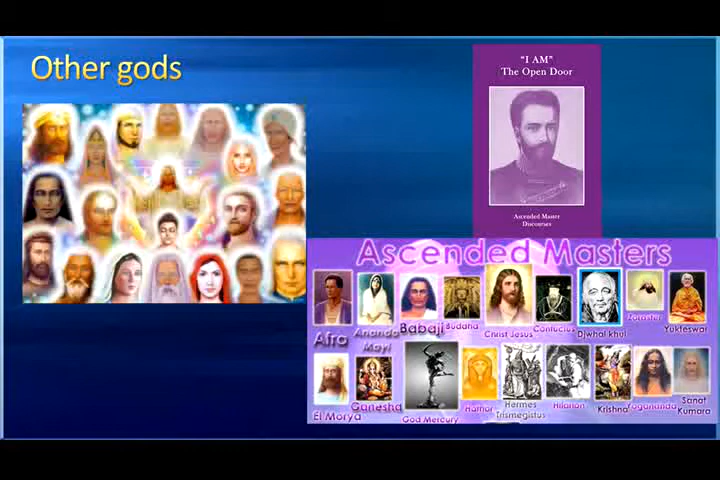 Other gods
"I AM"
The Open Door
Ascended Master
Discourses
Ascended Masters
Afra
Ananda
Mayi
Babaji
Budaha
Christ Jesus
Confucius
Djwhal khul
Yukteswar
El Morya
Ganesha
God Mercury
Hathor
Hermes
Trismegistus
Hilarion
Krishna
Yogananda
Sanat
Kumara